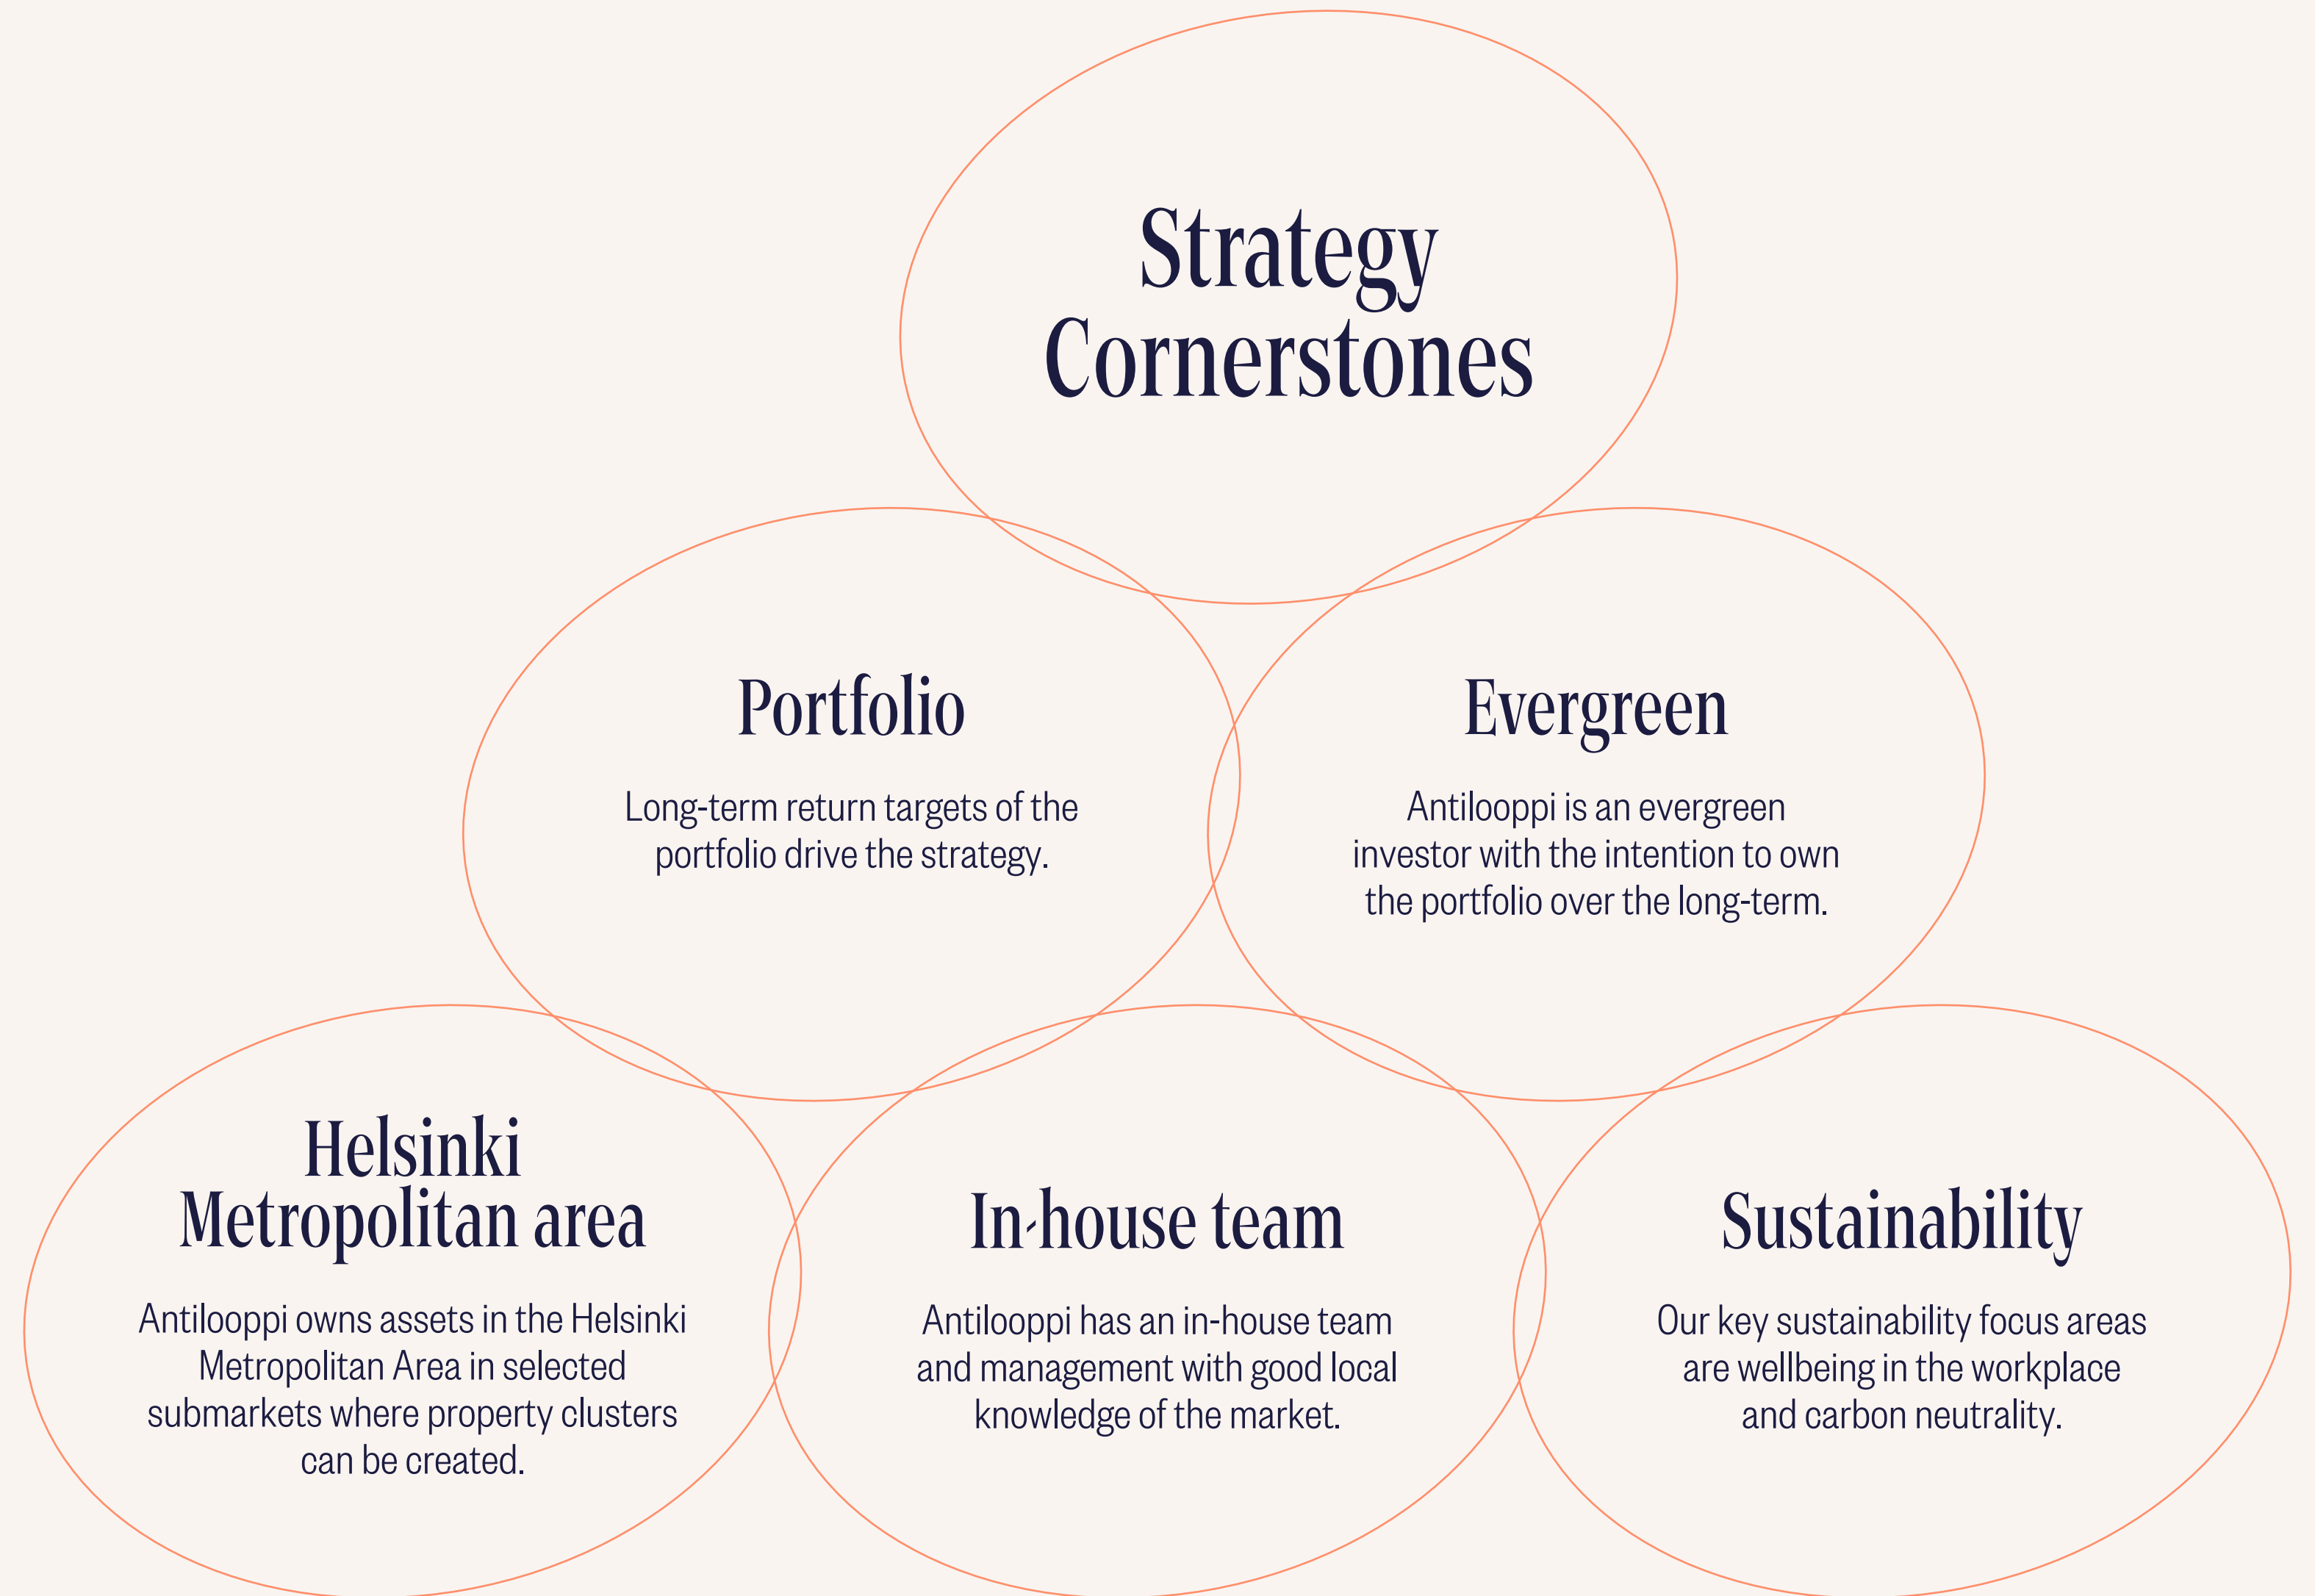 Strategy
Cornerstones
Portfolio
Long-term return targets of the
portfolio drive the strategy.
Evergreen
Antilooppi is an evergreen
investor with the intention to own
the portfolio over the long-term.
Helsinki
Metropolitan area
Antilooppi owns assets in the Helsinki
Metropolitan Area in selected
submarkets where property clusters
can be created.
In-house team
Antilooppi has an in-house team
and management with good local
knowledge of the market.
Sustainability
Our key sustainability focus areas
are wellbeing in the workplace
and carbon neutrality.